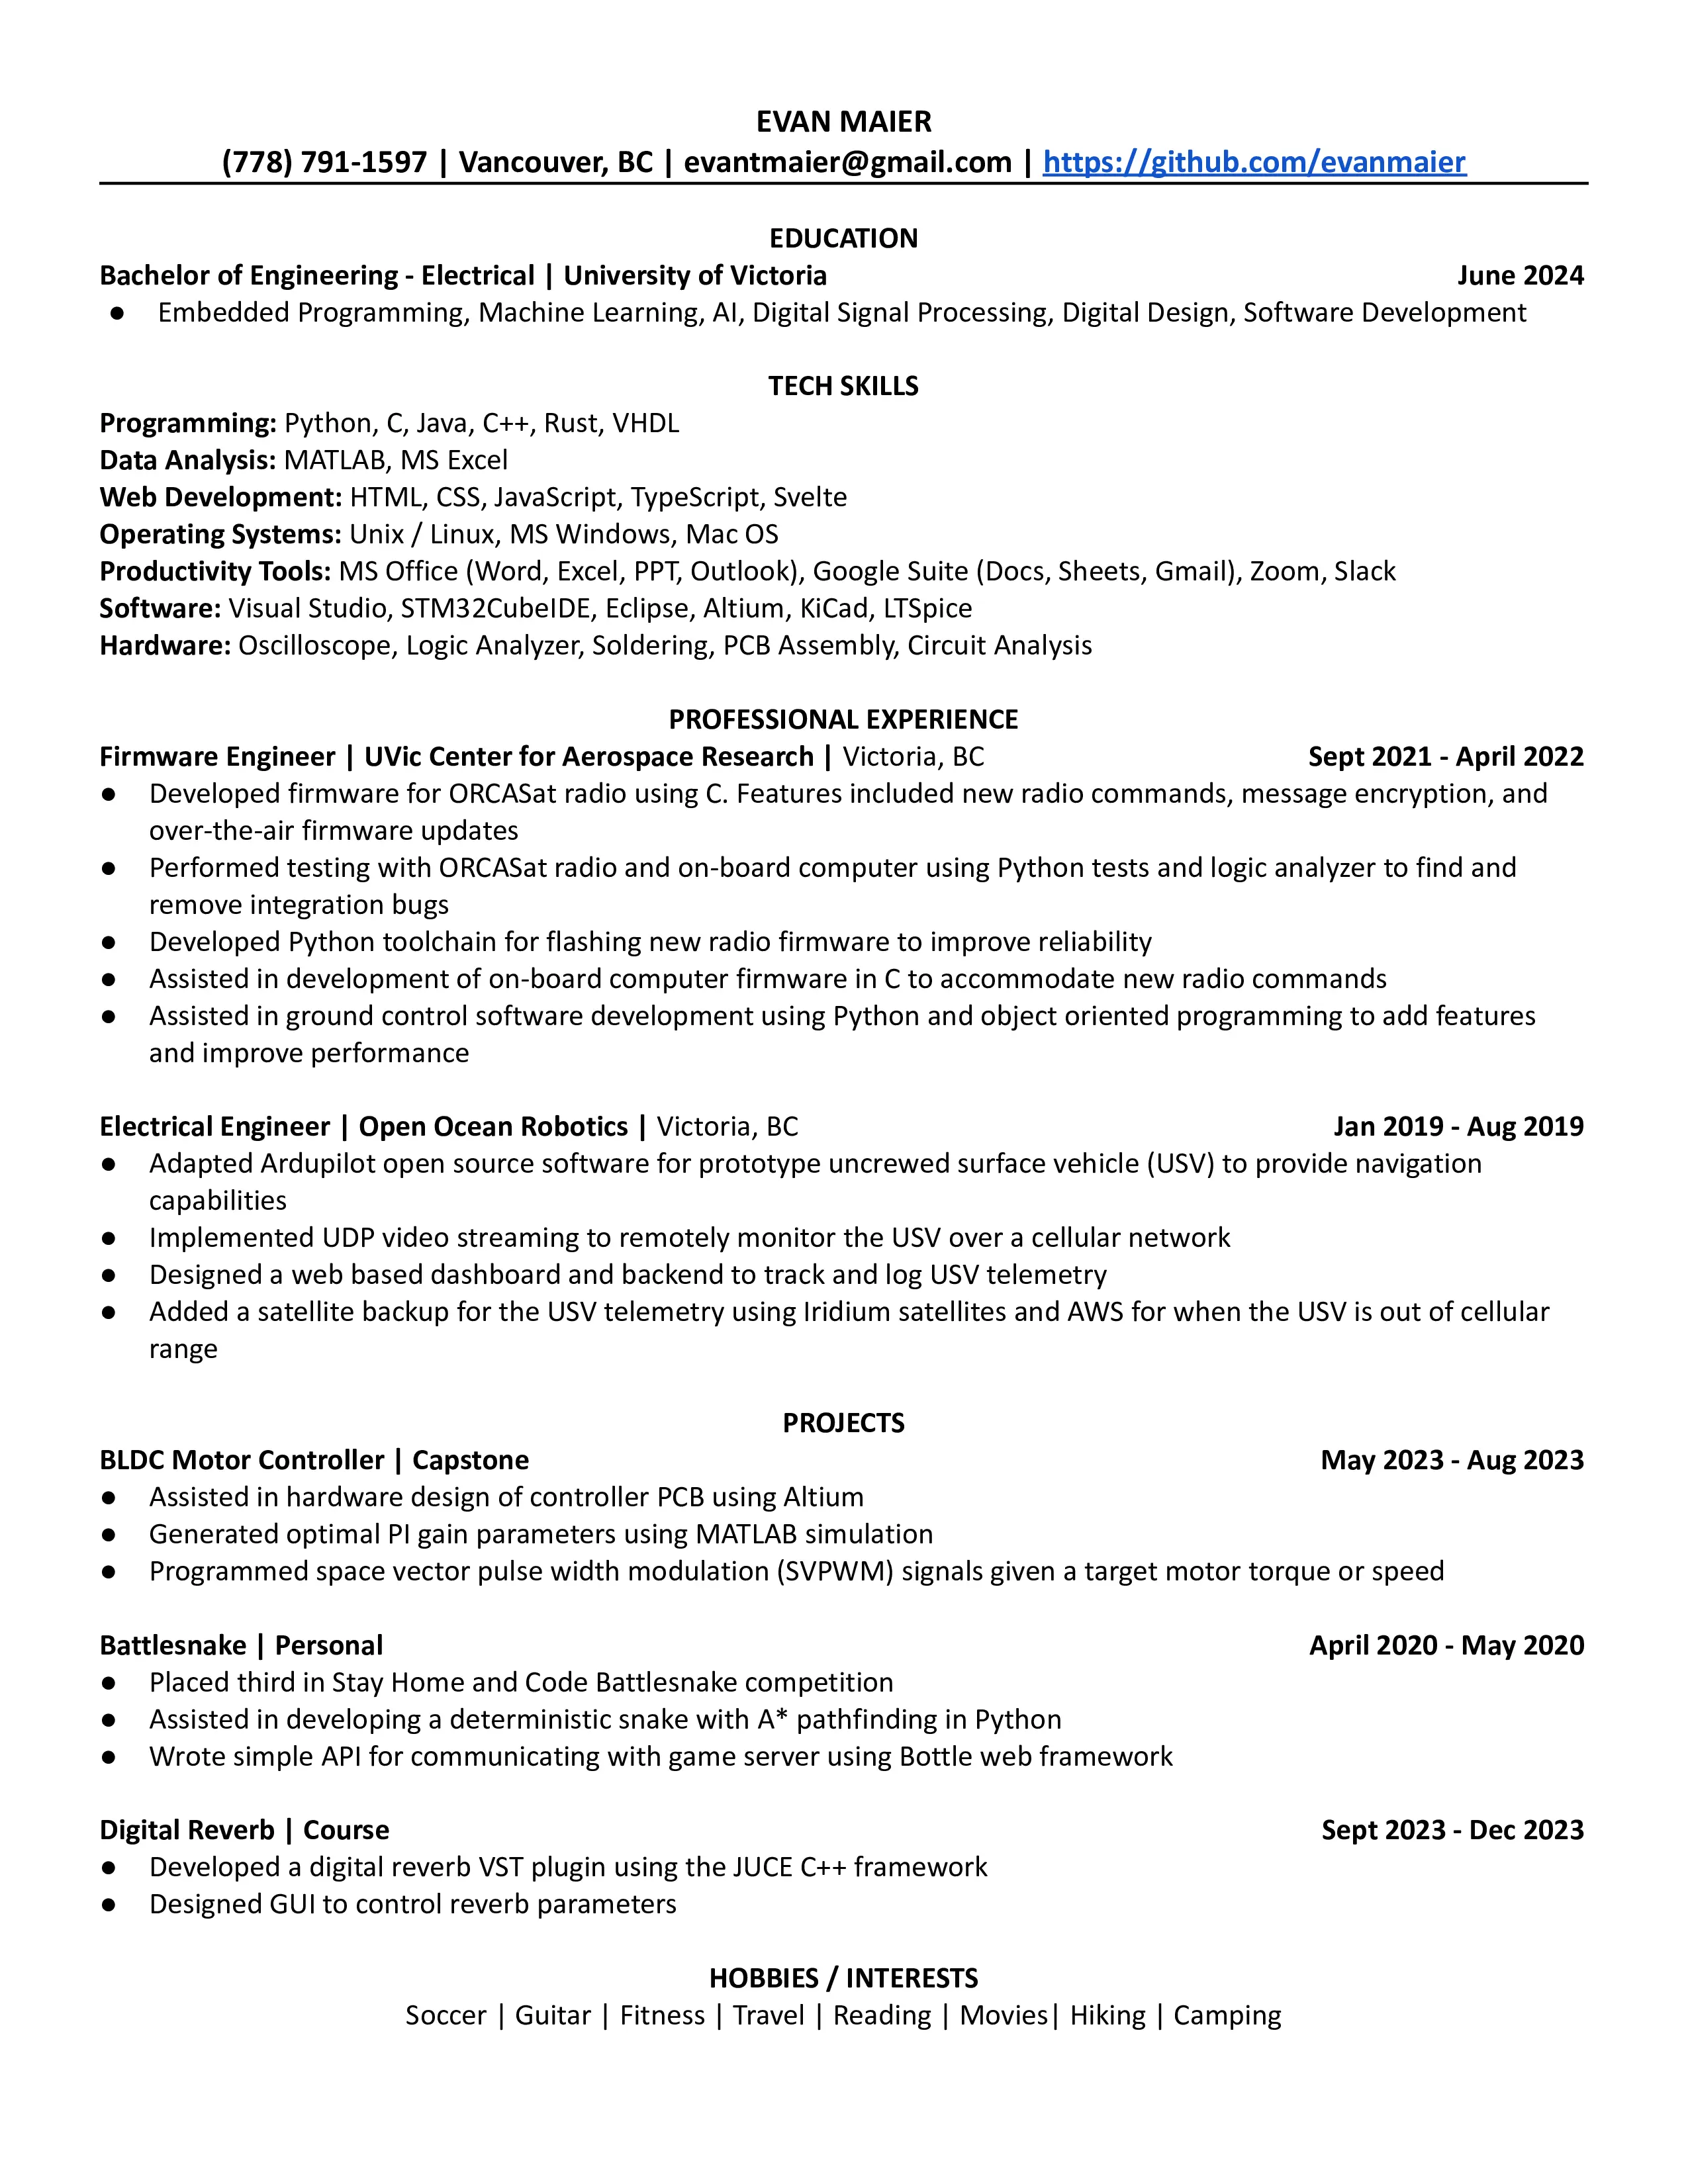 EVAN MAIER
(778) 791-1597 | Vancouver, BC | evantmaier@gmail.com | https://github.com/evanmaier
EDUCATION
Bachelor of Engineering - Electrical | University of Victoria June 2024
● Embedded Programming, Machine Learning, AI, Digital Signal Processing, Digital Design, Software Development
TECH SKILLS
Programming: Python, C, Java, C++, Rust, VHDL
Data Analysis: MATLAB, MS Excel
Web Development: HTML, CSS, JavaScript, TypeScript, Svelte
Operating Systems: Unix / Linux, MS Windows, Mac OS
Productivity Tools: MS Office (Word, Excel, PPT, Outlook), Google Suite (Docs, Sheets, Gmail), Zoom, Slack
Software: Visual Studio, STM32CubeIDE, Eclipse, Altium, KiCad, LTSpice
Hardware: Oscilloscope, Logic Analyzer, Soldering, PCB Assembly, Circuit Analysis
PROFESSIONAL EXPERIENCE
Firmware Engineer | UVic Center for Aerospace Research | Victoria, BC Sept 2021 - April 2022
● Developed firmware for ORCASat radio using C. Features included new radio commands, message encryption, and
over-the-air firmware updates
● Performed testing with ORCASat radio and on-board computer using Python tests and logic analyzer to find and
remove integration bugs
● Developed Python toolchain for flashing new radio firmware to improve reliability
● Assisted in development of on-board computer firmware in C to accommodate new radio commands
● Assisted in ground control software development using Python and object oriented programming to add features
and improve performance
Electrical Engineer | Open Ocean Robotics | Victoria, BC Jan 2019 - Aug 2019
● Adapted Ardupilot open source software for prototype uncrewed surface vehicle (USV) to provide navigation
capabilities
● Implemented UDP video streaming to remotely monitor the USV over a cellular network
● Designed a web based dashboard and backend to track and log USV telemetry
● Added a satellite backup for the USV telemetry using Iridium satellites and AWS for when the USV is out of cellular
range
PROJECTS
BLDC Motor Controller | Capstone May 2023 - Aug 2023
● Assisted in hardware design of controller PCB using Altium
● Generated optimal PI gain parameters using MATLAB simulation
● Programmed space vector pulse width modulation (SVPWM) signals given a target motor torque or speed
Battlesnake | Personal April 2020 - May 2020
● Placed third in Stay Home and Code Battlesnake competition
● Assisted in developing a deterministic snake with A* pathfinding in Python
● Wrote simple API for communicating with game server using Bottle web framework
Digital Reverb | Course Sept 2023 - Dec 2023
● Developed a digital reverb VST plugin using the JUCE C++ framework
● Designed GUI to control reverb parameters
HOBBIES / INTERESTS
Soccer | Guitar | Fitness | Travel | Reading | Movies| Hiking | Camping